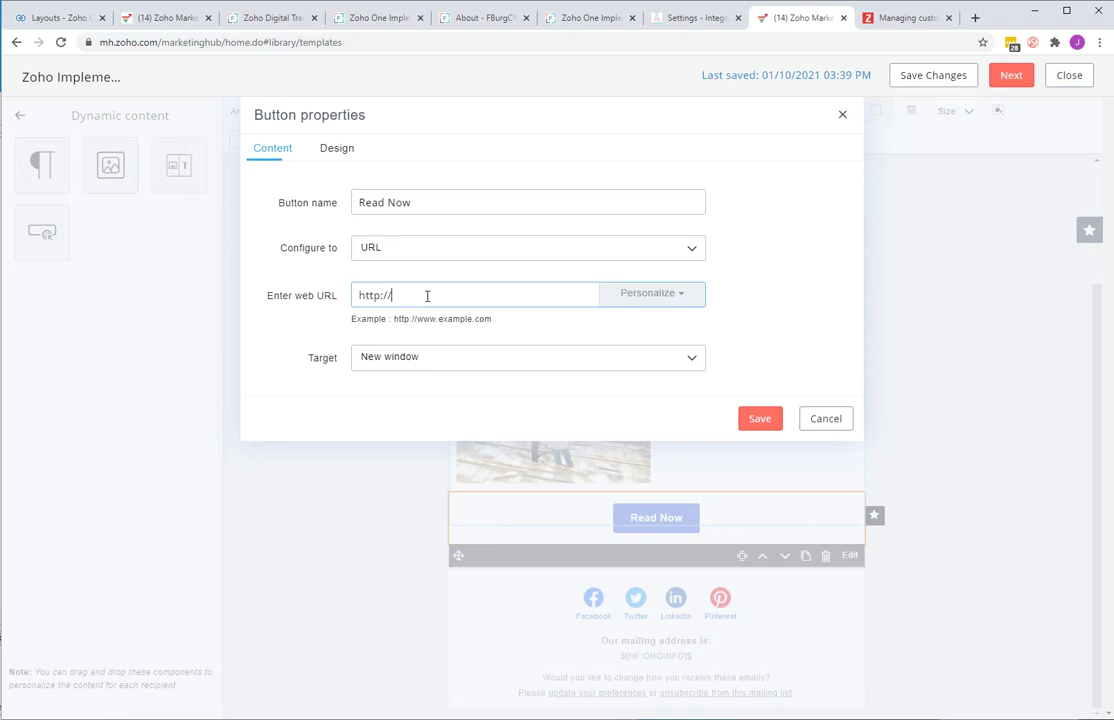 Layouts - Zoho
(14) Zoho Marke
Zoho Digital Tra
Zoho One Imple
About - FBurgC
Zoho One Imple
Settings - Integr
(14) Zoho Marke
Managing custo
mh.zoho.com/marketinghub/home.do#library/templates
28
J
Zoho Impleme...
Last saved: 01/10/2021 03:39 PM
Save Changes
Next
Close
Dynamic content
Size
Button properties
Content
Design
T
Button name
Read Now
Configure to
URL
Enter web URL
http://
Personalize
Example : http://www.example.com
Target
New window
Save
Cancel
Read Now
Edit
Facebook
Twitter
LinkedIn
Pinterest
Our mailing address is:
$[HF:ORGINFO]$
Would you like to change how you receive these emails?
Please update your preferences or unsubscribe from this mailing list.
Note: You can drag and drop these components to
personalize the content for each recipient.